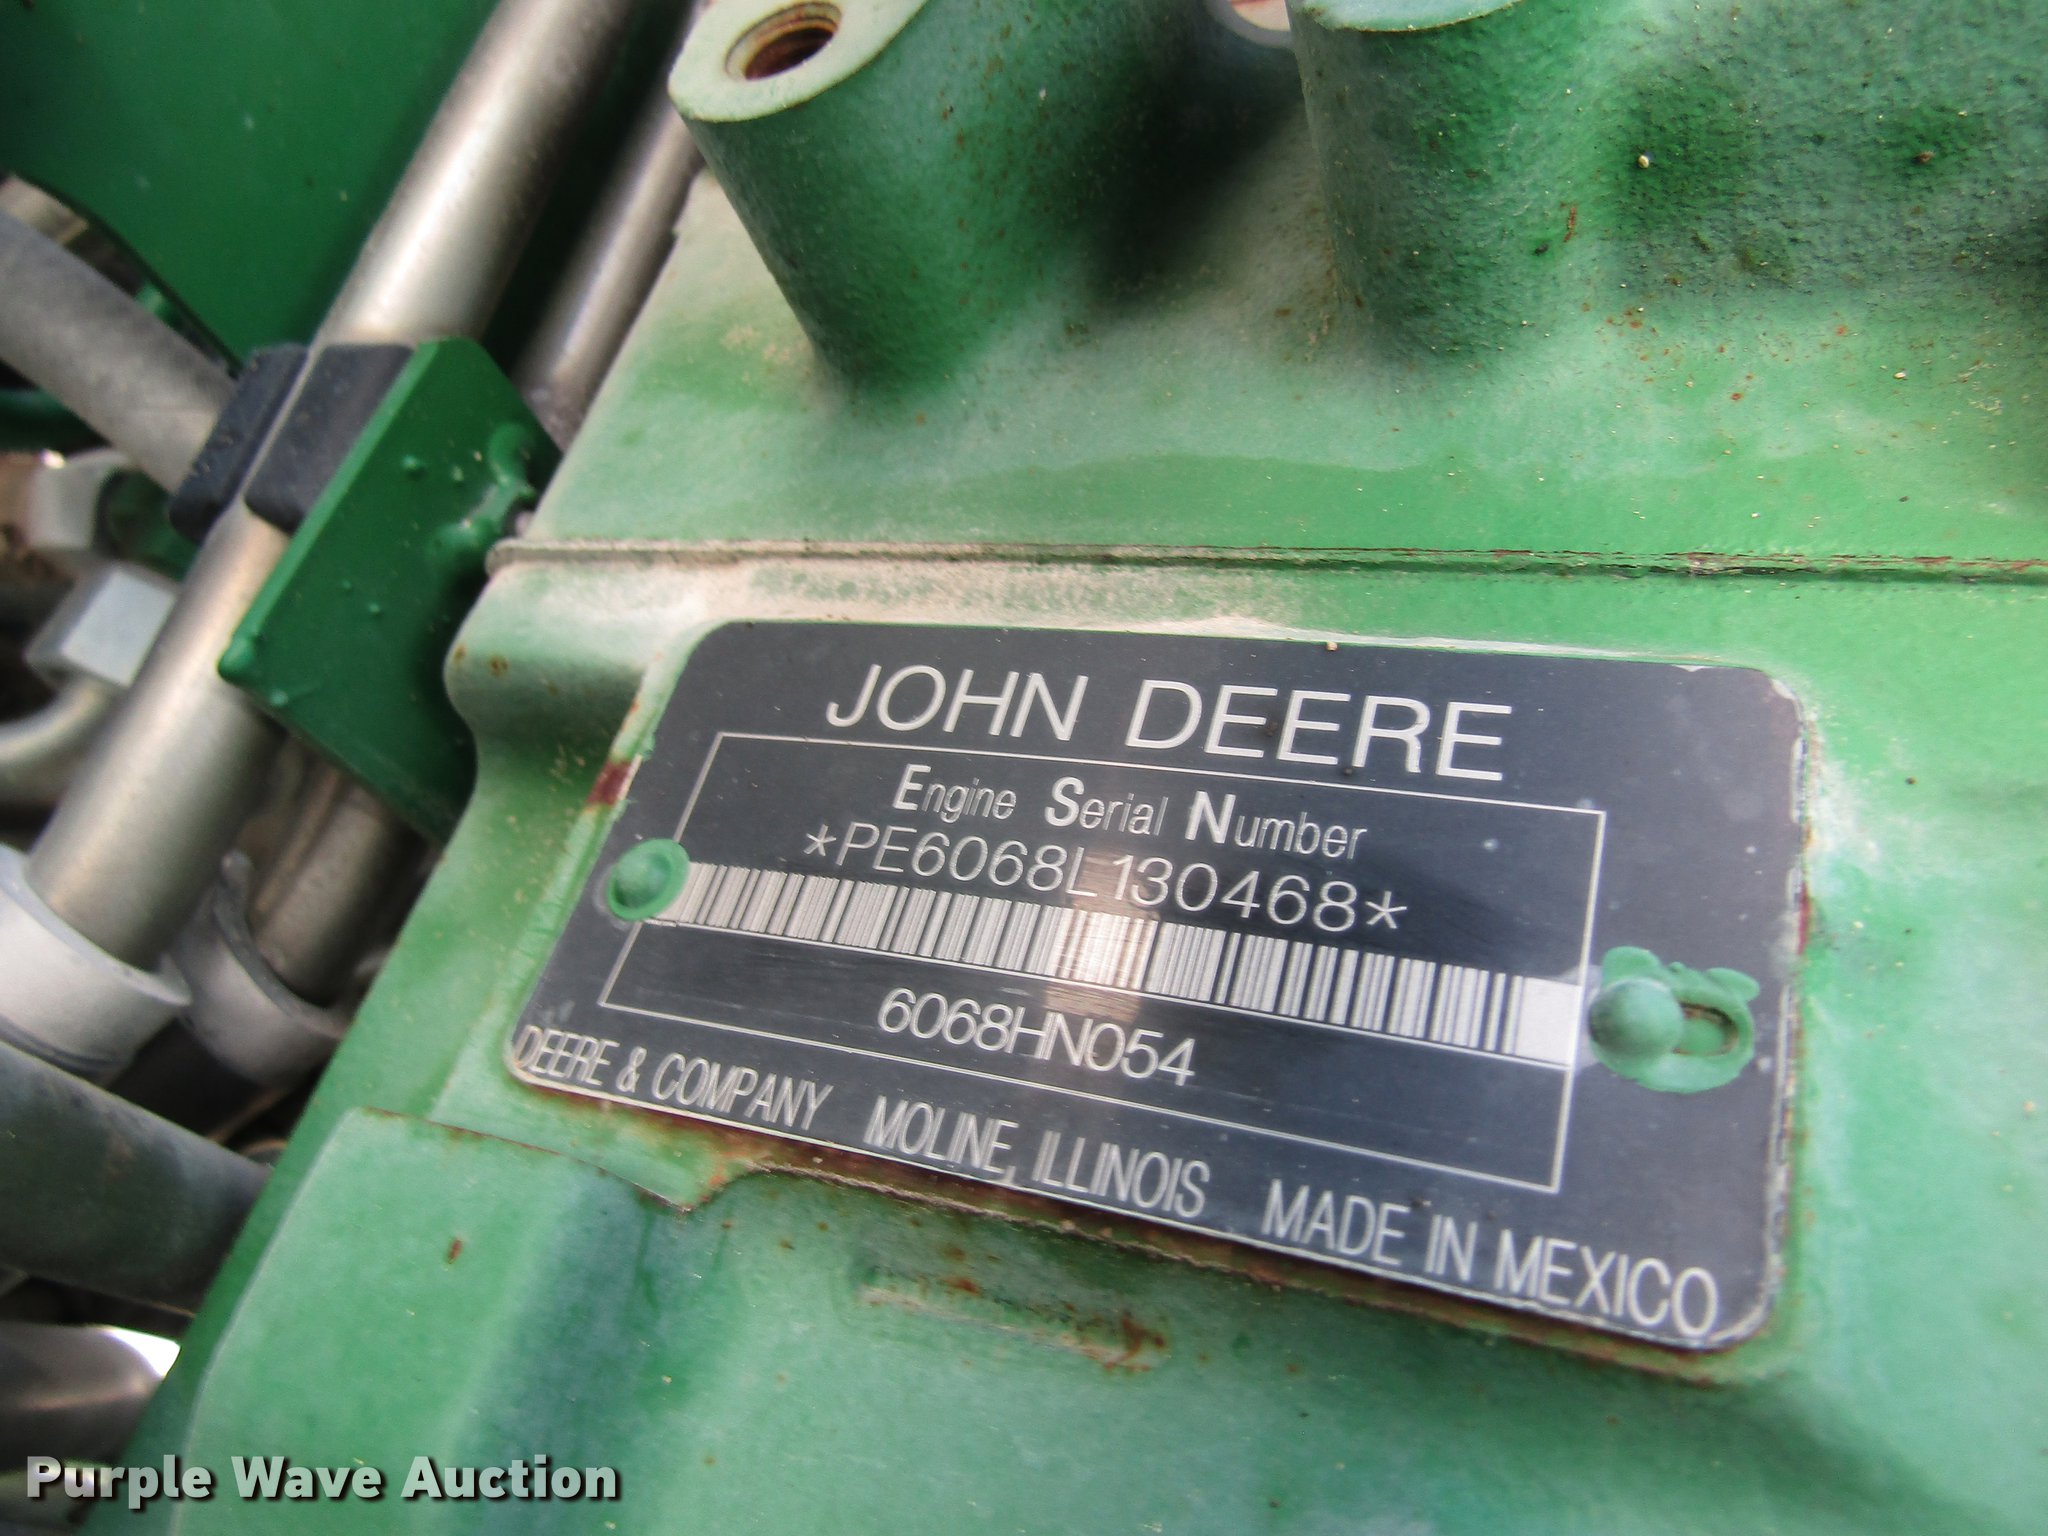 JOHN DEERE
Engine Serial Number
*PE6068L130468*
6068HN054
DEERE & COMPANY MOLINE, ILLINOIS MADE IN MEXICO
Purple Wave Auction